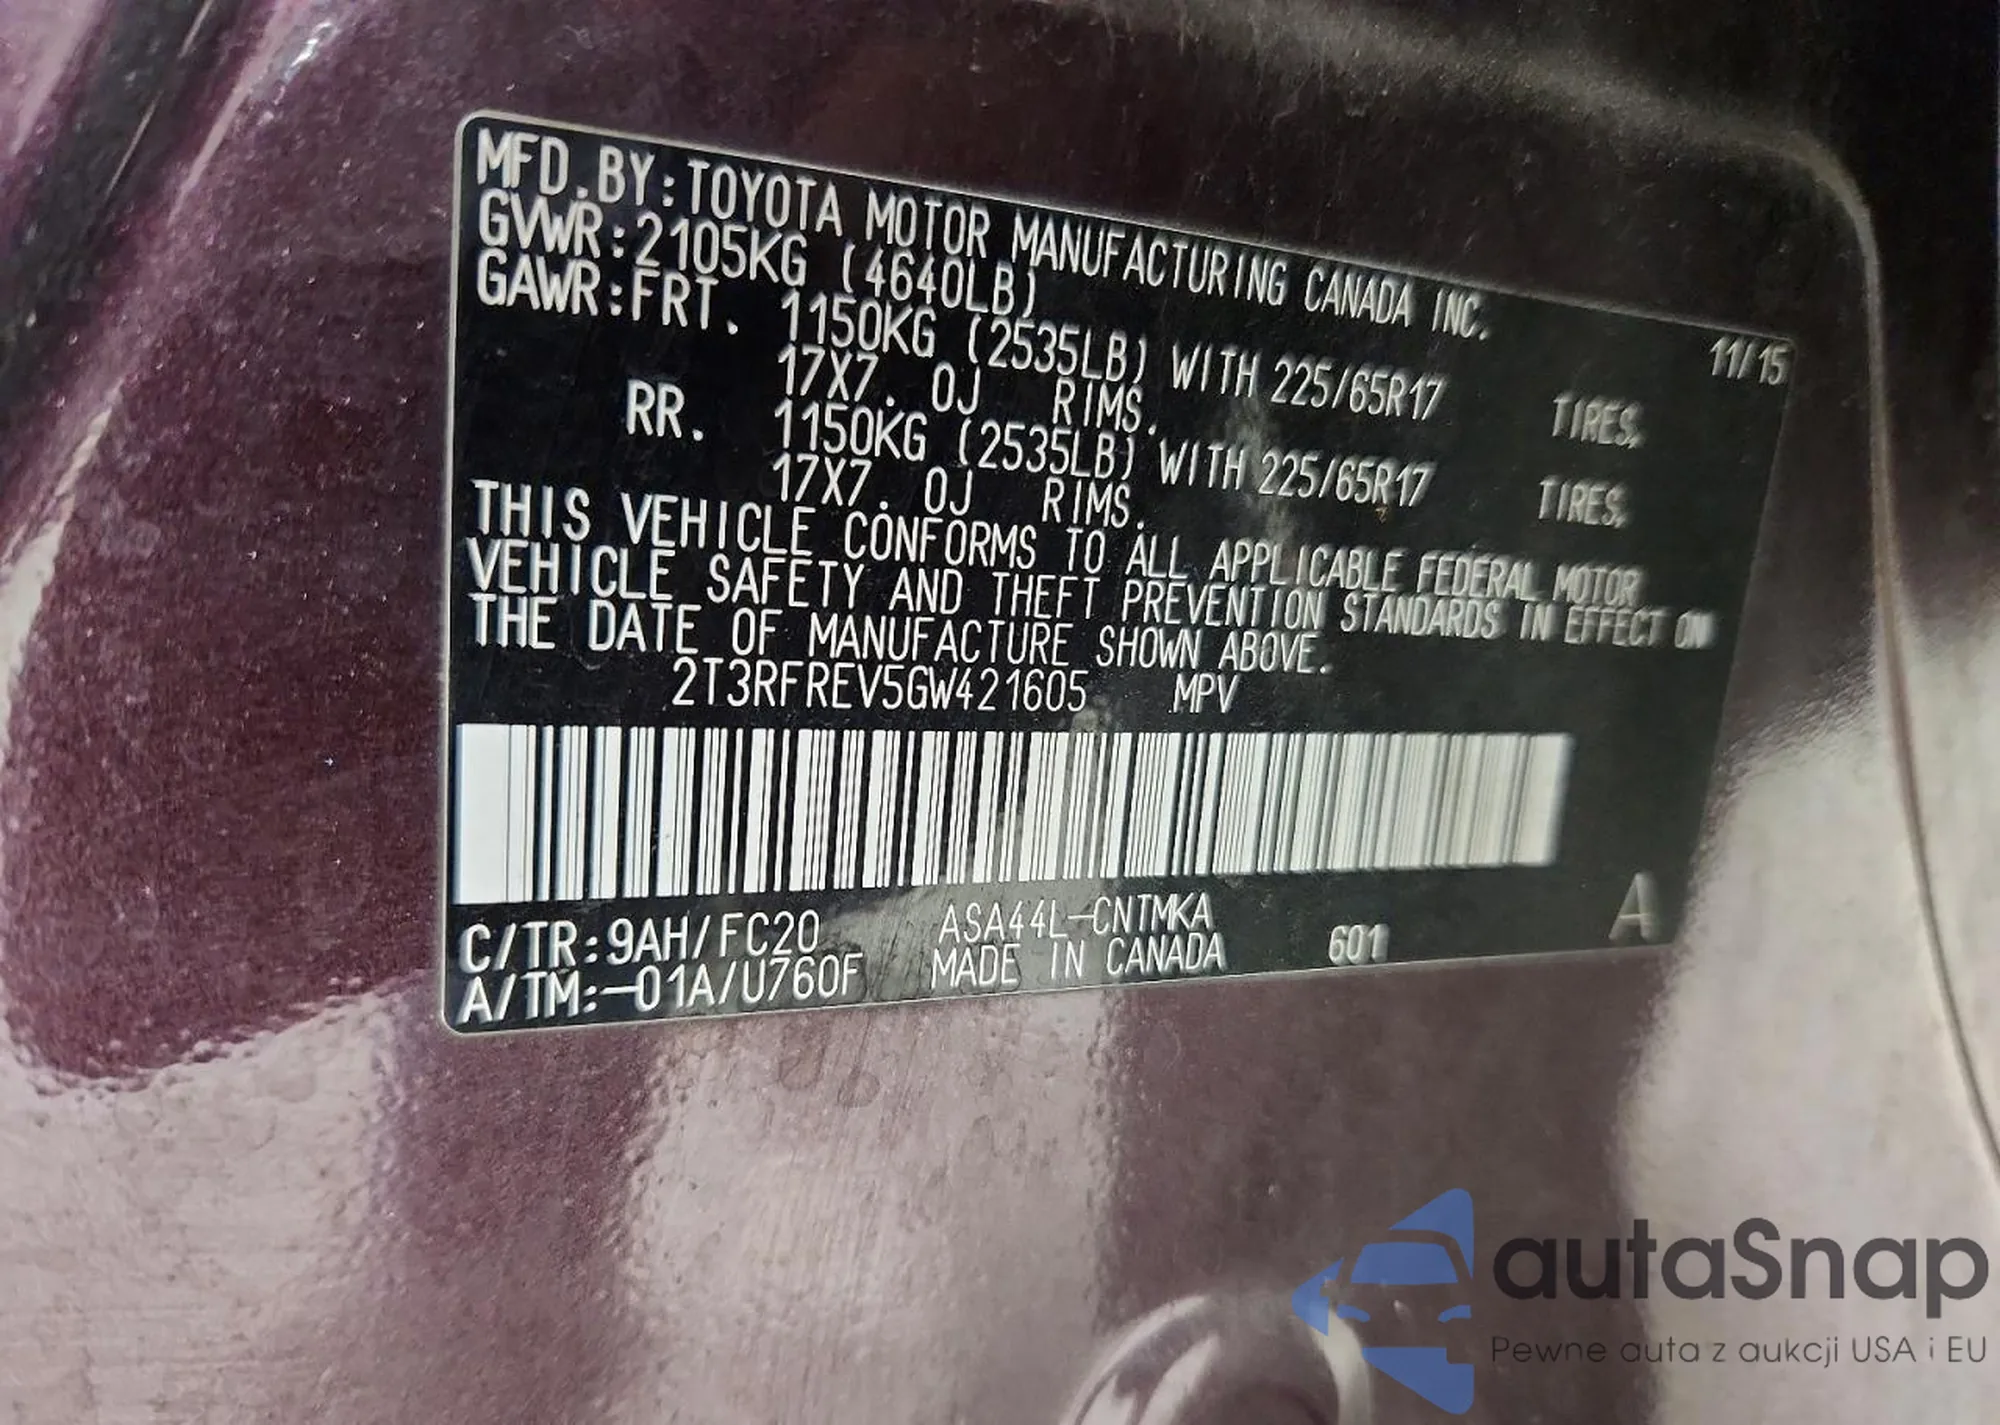 MFD.BY:TOYOTA MOTOR MANUFACTURING CANADA INC.
GVWR:2105KG (4640LB) 11/15
GAWR:FRT. 1150KG (2535LB) WITH 225/65R17 TIRES,
17X7.0J RIMS.
RR. 1150KG (2535LB) WITH 225/65R17 TIRES,
17X7.0J RIMS.
THIS VEHICLE CONFORMS TO ALL APPLICABLE FEDERAL MOTOR
VEHICLE SAFETY AND THEFT PREVENTION STANDARDS IN EFFECT ON
THE DATE OF MANUFACTURE SHOWN ABOVE.
2T3RFREV5GW421605 MPV
C/TR:9AH/FC20 ASA44L-CNTMKA 601 A
A/TM:-01A/U760F MADE IN CANADA
autaSnap
Pewne auta z aukcji USA i EU